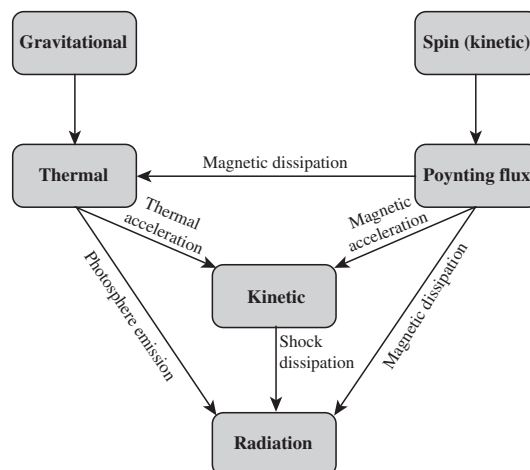 Gravitational
Spin (kinetic)
Magnetic dissipation
Thermal
Poynting flux
Thermal
acceleration
Magnetic
acceleration
Photosphere emission
Kinetic
Magnetic dissipation
Shock
dissipation
Radiation